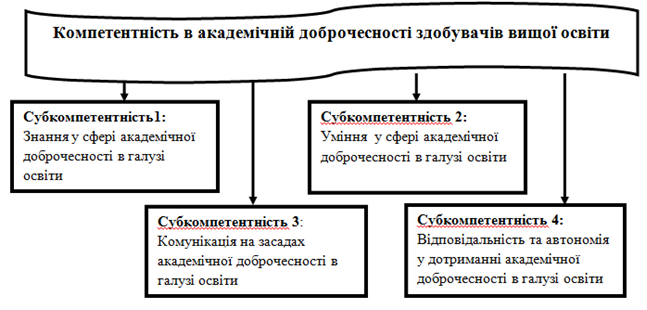 Компетентність в академічній доброчесності здобувачів вищої освіти
Субкомпетентність1:
Знання у сфері академічної
доброчесності в галузі
освіти
Субкомпетентність 2:
Уміння у сфері академічної
доброчесності в галузі освіти
Субкомпетентність 3:
Комунікація на засадах
академічної доброчесності в
галузі освіти
Субкомпетентність 4:
Відповідальність та автономія
у дотриманні академічної
доброчесності в галузі освіти